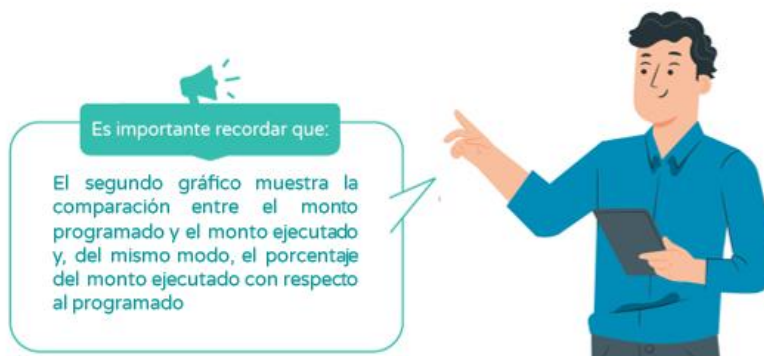 Es importante recordar que:
El segundo gráfico muestra la
comparación entre el monto
programado y el monto ejecutado
y, del mismo modo, el porcentaje
del monto ejecutado con respecto
al programado